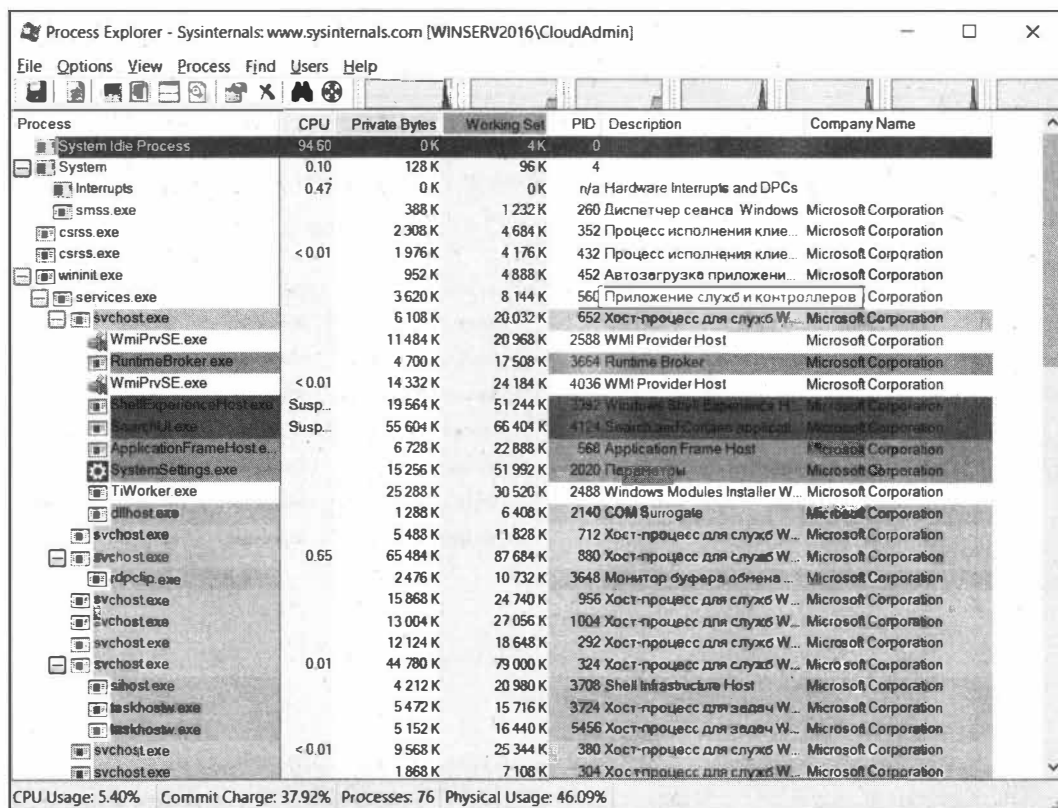 Process Explorer - Sysinternals: www.sysinternals.com [WINSERV2016\CloudAdmin]
File Options View Process Find Users Help
Process CPU Private Bytes Working Set PID Description Company Name
System Idle Process 94.60 0 K 4 K 0
System 0.10 128 K 96 K 4
Interrupts 0.47 0 K 0 K n/a Hardware Interrupts and DPCs
smss.exe 388 K 1 232 K 260 Диспетчер сеанса Windows Microsoft Corporation
csrss.exe 2 308 K 4 684 K 352 Процесс исполнения клие... Microsoft Corporation
csrss.exe < 0.01 1 976 K 4 176 K 432 Процесс исполнения клие... Microsoft Corporation
wininit.exe 952 K 4 888 K 452 Автозагрузка приложени... Microsoft Corporation
services.exe 3 620 K 8 144 K 560 Приложение служб и контроллеров Corporation
svchost.exe 6 108 K 20 032 K 652 Хост-процесс для служб W... Microsoft Corporation
WmiPrvSE.exe 11 484 K 20 968 K 2588 WMI Provider Host Microsoft Corporation
RuntimeBroker.exe 4 700 K 17 508 K 3664 Runtime Broker Microsoft Corporation
WmiPrvSE.exe < 0.01 14 332 K 24 184 K 4036 WMI Provider Host Microsoft Corporation
ShellExperienceHost.exe Susp... 19 564 K 51 244 K Windows Shell Experience H... Microsoft Corporation
SearchUI.exe Susp... 55 604 K 66 404 K 4124 Search and Cortana applicati... Microsoft Corporation
ApplicationFrameHost.e... 6 728 K 22 888 K 568 Application Frame Host Microsoft Corporation
SystemSettings.exe 15 256 K 51 992 K 2020 Параметры Microsoft Corporation
TiWorker.exe 25 288 K 30 520 K 2488 Windows Modules Installer W... Microsoft Corporation
dllhost.exe 1 288 K 6 408 K 2140 COM Surrogate Microsoft Corporation
svchost.exe 5 488 K 11 828 K 712 Хост-процесс для служб W... Microsoft Corporation
svchost.exe 0.65 65 484 K 87 684 K 880 Хост-процесс для служб W... Microsoft Corporation
rdpclip.exe 2 476 K 10 732 K 3648 Монитор буфера обмена ... Microsoft Corporation
svchost.exe 15 868 K 24 740 K 956 Хост-процесс для служб W... Microsoft Corporation
svchost.exe 13 004 K 27 056 K 1004 Хост-процесс для служб W... Microsoft Corporation
svchost.exe 12 124 K 18 648 K 292 Хост-процесс для служб W... Microsoft Corporation
svchost.exe 0.01 44 780 K 79 000 K 324 Хост-процесс для служб W... Microsoft Corporation
sihost.exe 4 212 K 20 980 K 3708 Shell Infrastructure Host Microsoft Corporation
taskhostw.exe 5 472 K 15 716 K 3724 Хост-процесс для задач W... Microsoft Corporation
taskhostw.exe 5 152 K 16 440 K 5456 Хост-процесс для задач W... Microsoft Corporation
svchost.exe < 0.01 9 568 K 25 344 K 380 Хост-процесс для служб W... Microsoft Corporation
svchost.exe 1 868 K 7 108 K 304 Хост-процесс для служб W... Microsoft Corporation
CPU Usage: 5.40% Commit Charge: 37.92% Processes: 76 Physical Usage: 46.09%